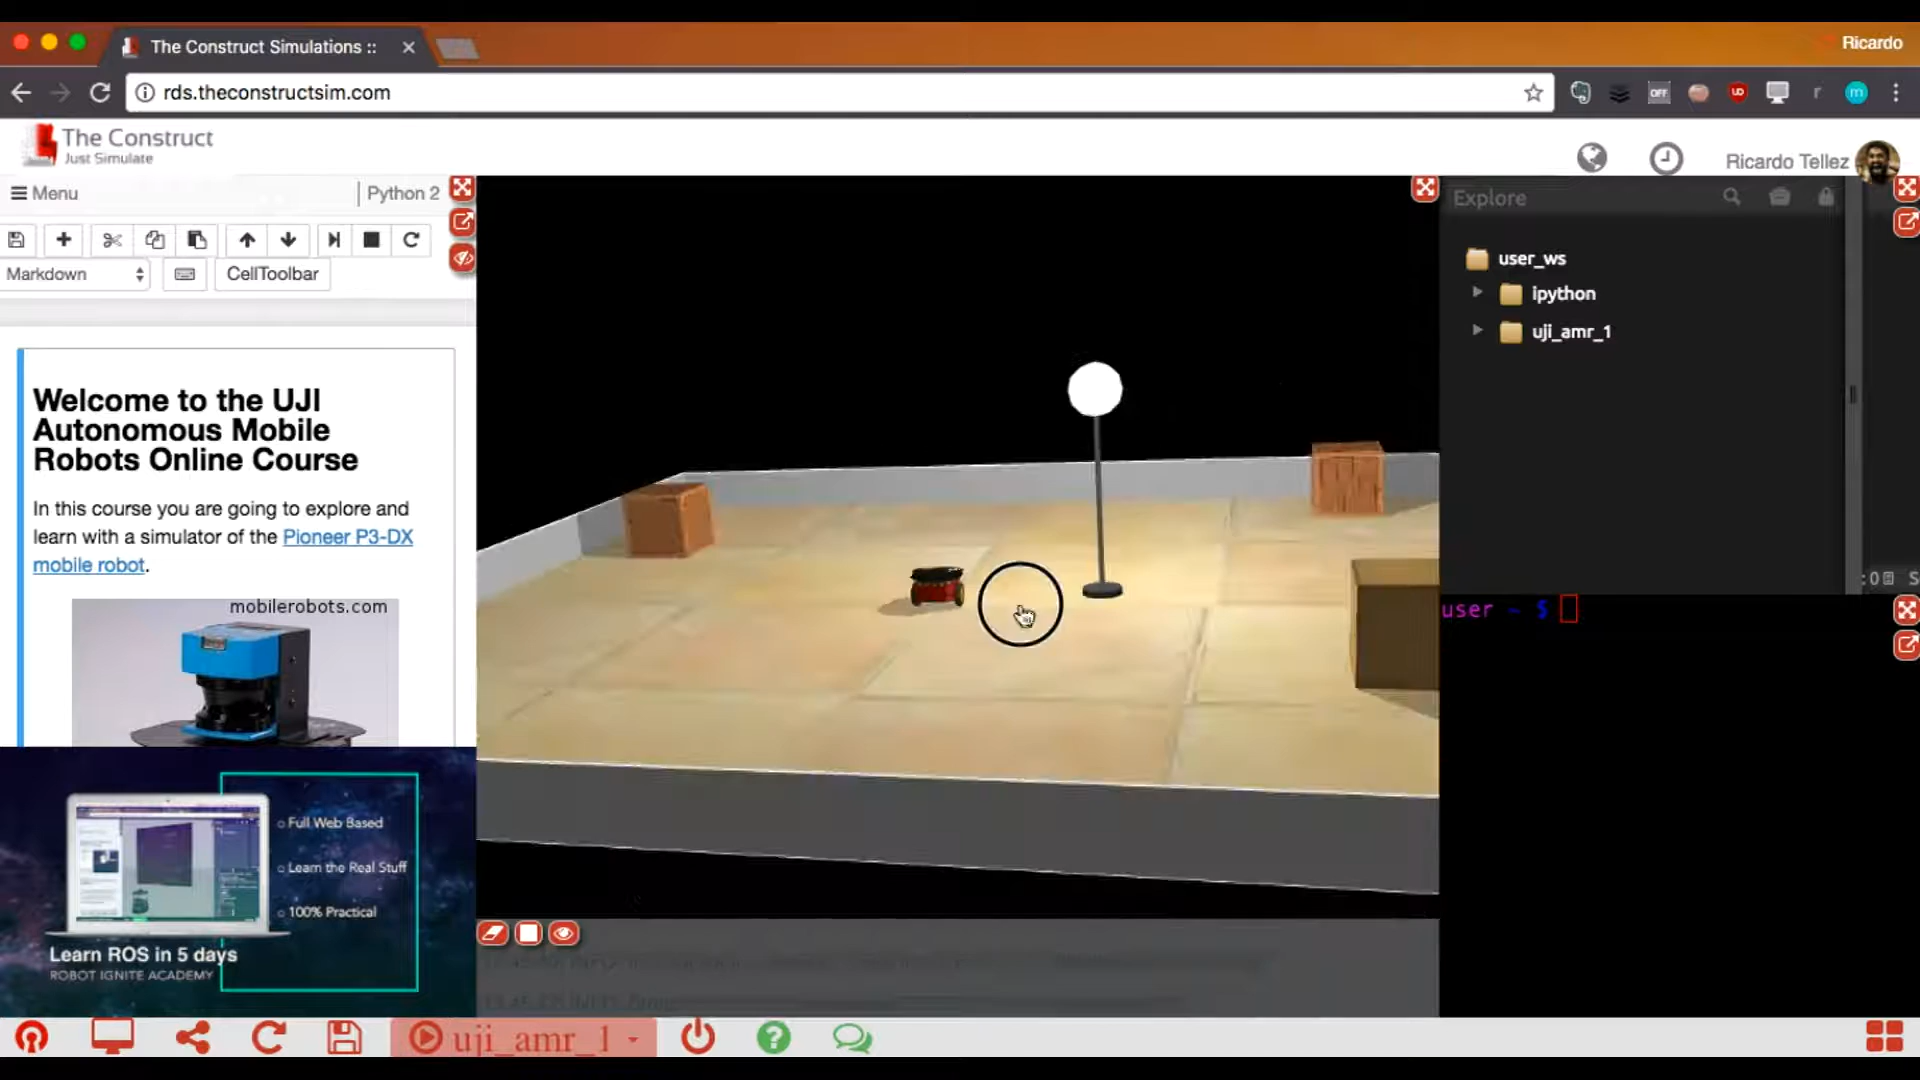 The Construct Simulations ::
Ricardo
rds.theconstructsim.com
OFF
UD
r
m
The Construct
Just Simulate
Ricardo Tellez
Menu
Python 2
Markdown
CellToolbar
Welcome to the UJI
Autonomous Mobile
Robots Online Course
In this course you are going to explore and
learn with a simulator of the Pioneer P3-DX
mobile robot.
mobilerobots.com
Full Web Based
Learn the Real Stuff
100% Practical
Learn ROS in 5 days
ROBOT IGNITE ACADEMY
Explore
user_ws
ipython
uji_amr_1
:0 S
user ~ $
uji_amr_1